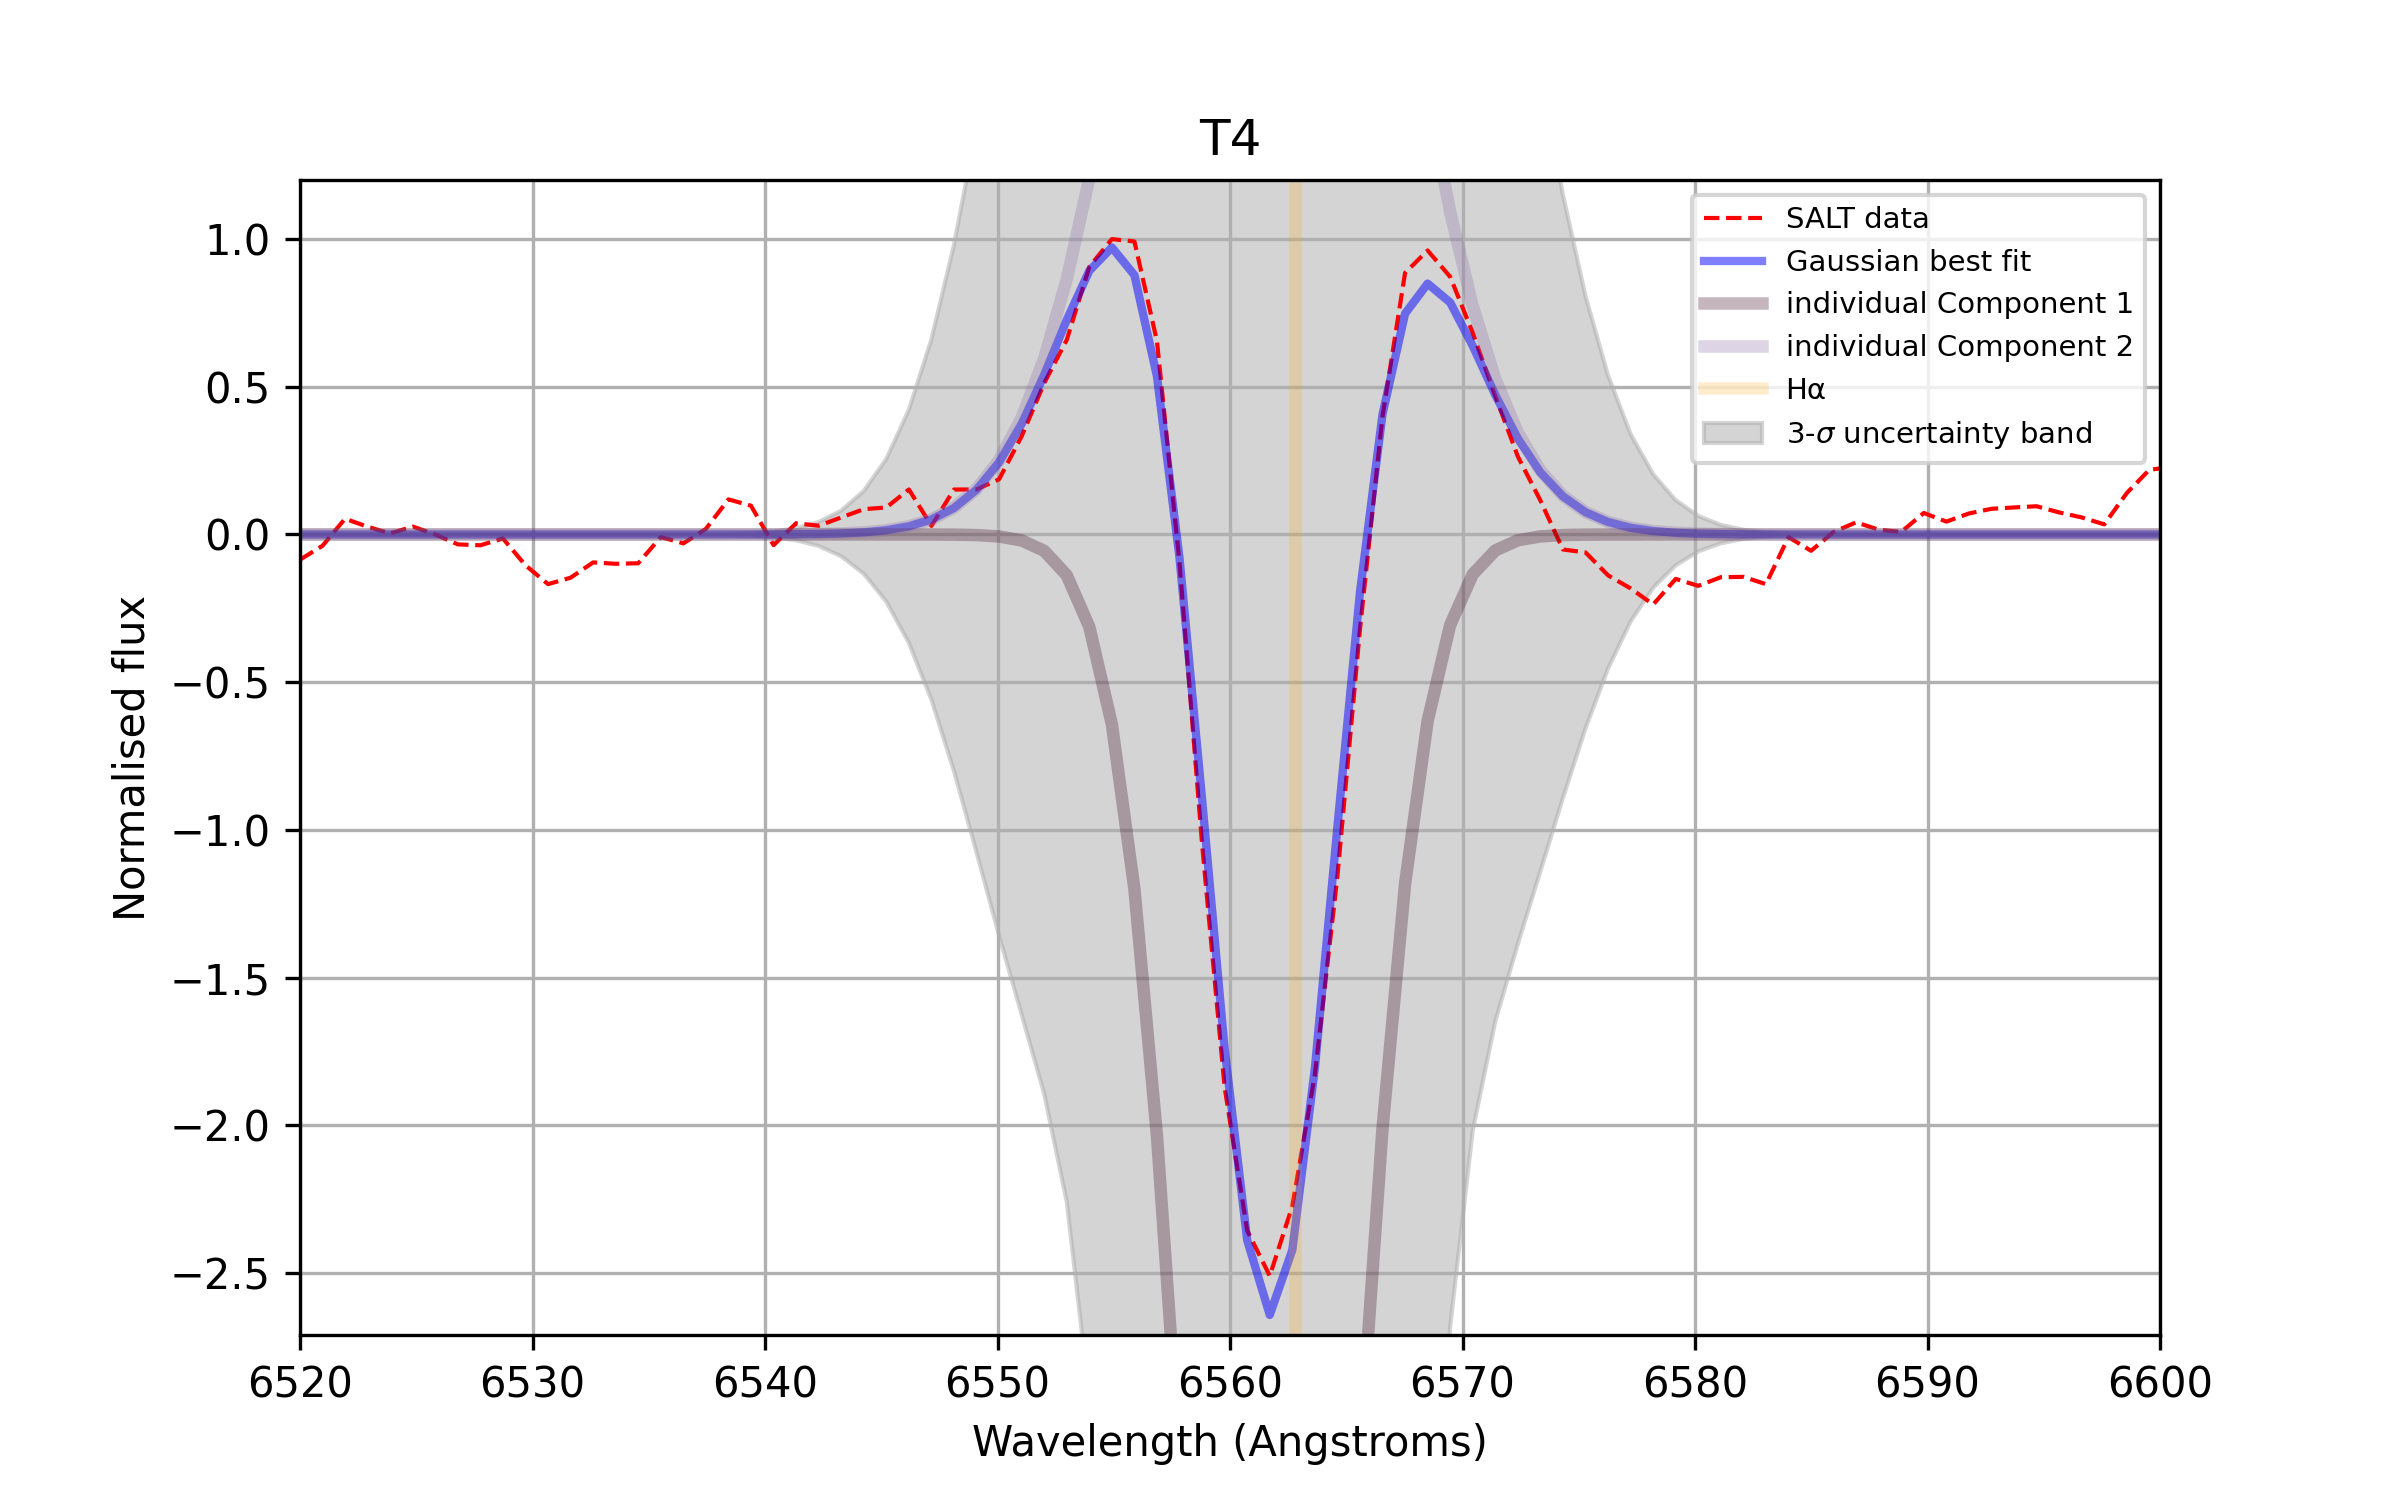 T4
1.0
0.5
0.0
−0.5
−1.0
−1.5
−2.0
−2.5
Normalised flux
SALT data
Gaussian best fit
individual Component 1
individual Component 2
Hα
3-σ uncertainty band
6520 6530 6540 6550 6560 6570 6580 6590 6600
Wavelength (Angstroms)